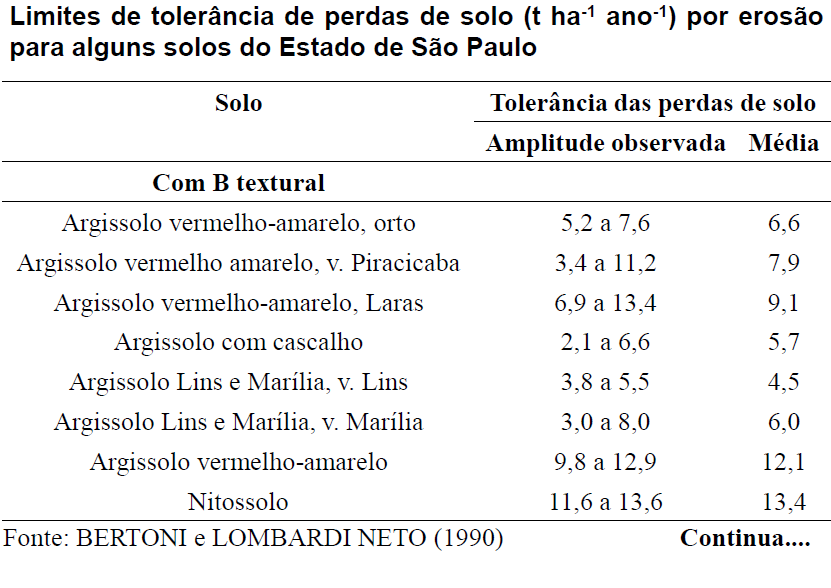 Limites de tolerância de perdas de solo (t ha-1 ano-1) por erosão
para alguns solos do Estado de São Paulo
Solo Tolerância das perdas de solo
Amplitude observada Média
Com B textural
Argissolo vermelho-amarelo, orto 5,2 a 7,6 6,6
Argissolo vermelho amarelo, v. Piracicaba 3,4 a 11,2 7,9
Argissolo vermelho-amarelo, Laras 6,9 a 13,4 9,1
Argissolo com cascalho 2,1 a 6,6 5,7
Argissolo Lins e Marília, v. Lins 3,8 a 5,5 4,5
Argissolo Lins e Marília, v. Marília 3,0 a 8,0 6,0
Argissolo vermelho-amarelo 9,8 a 12,9 12,1
Nitossolo 11,6 a 13,6 13,4
Fonte: BERTONI e LOMBARDI NETO (1990) Continua....